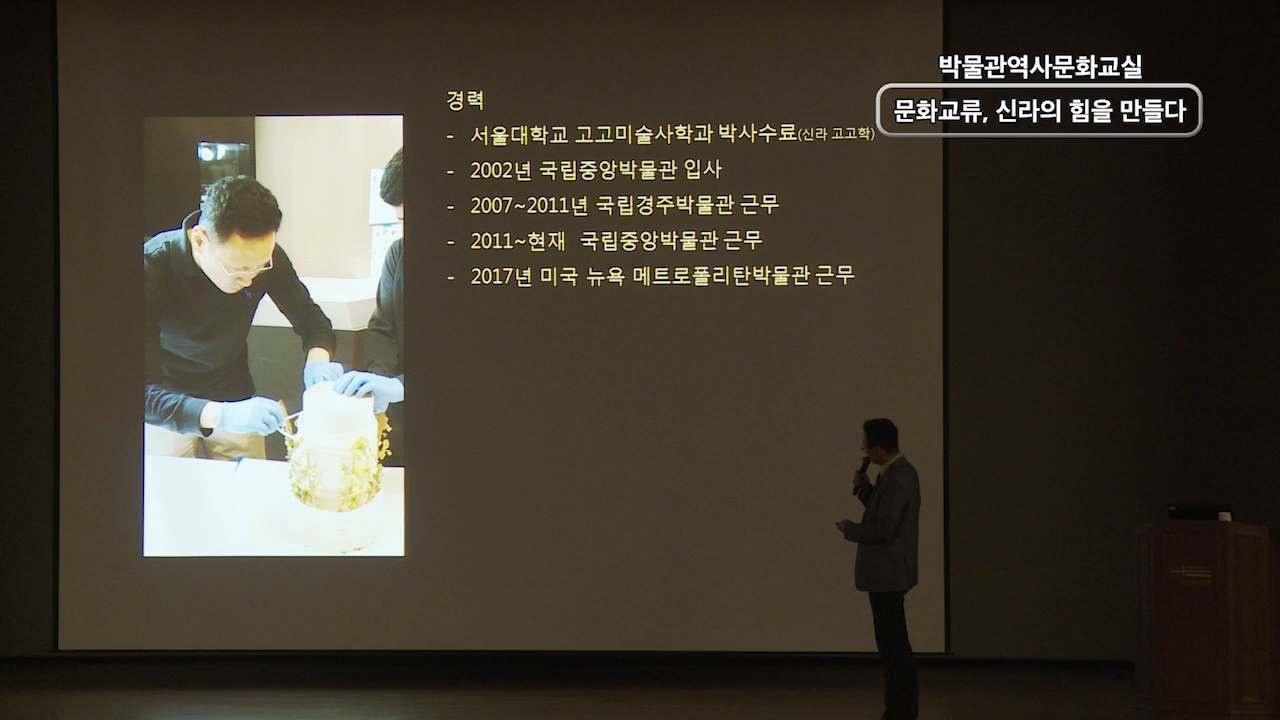 박물관역사문화교실
문화교류, 신라의 힘을 만들다
경력
- 서울대학교 고고미술사학과 박사수료(신라 고고학)
- 2002년 국립중앙박물관 입사
- 2007~2011년 국립경주박물관 근무
- 2011~현재 국립중앙박물관 근무
- 2017년 미국 뉴욕 메트로폴리탄박물관 근무